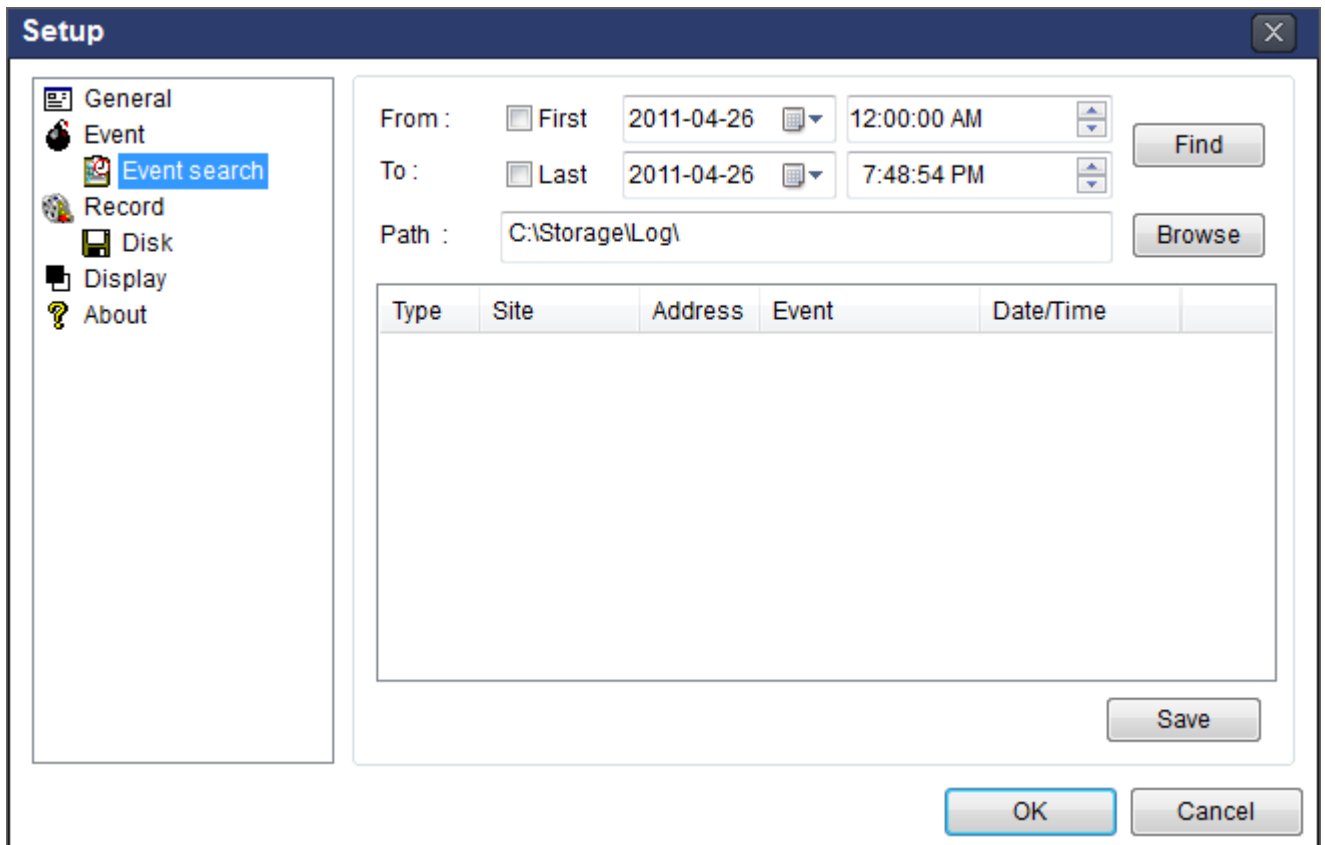 Setup
General
Event
Event search
Record
Disk
Display
About
From : First 2011-04-26 12:00:00 AM
Find
To : Last 2011-04-26 7:48:54 PM
Path : C:\Storage\Log\ Browse
Type Site Address Event Date/Time
Save
OK Cancel